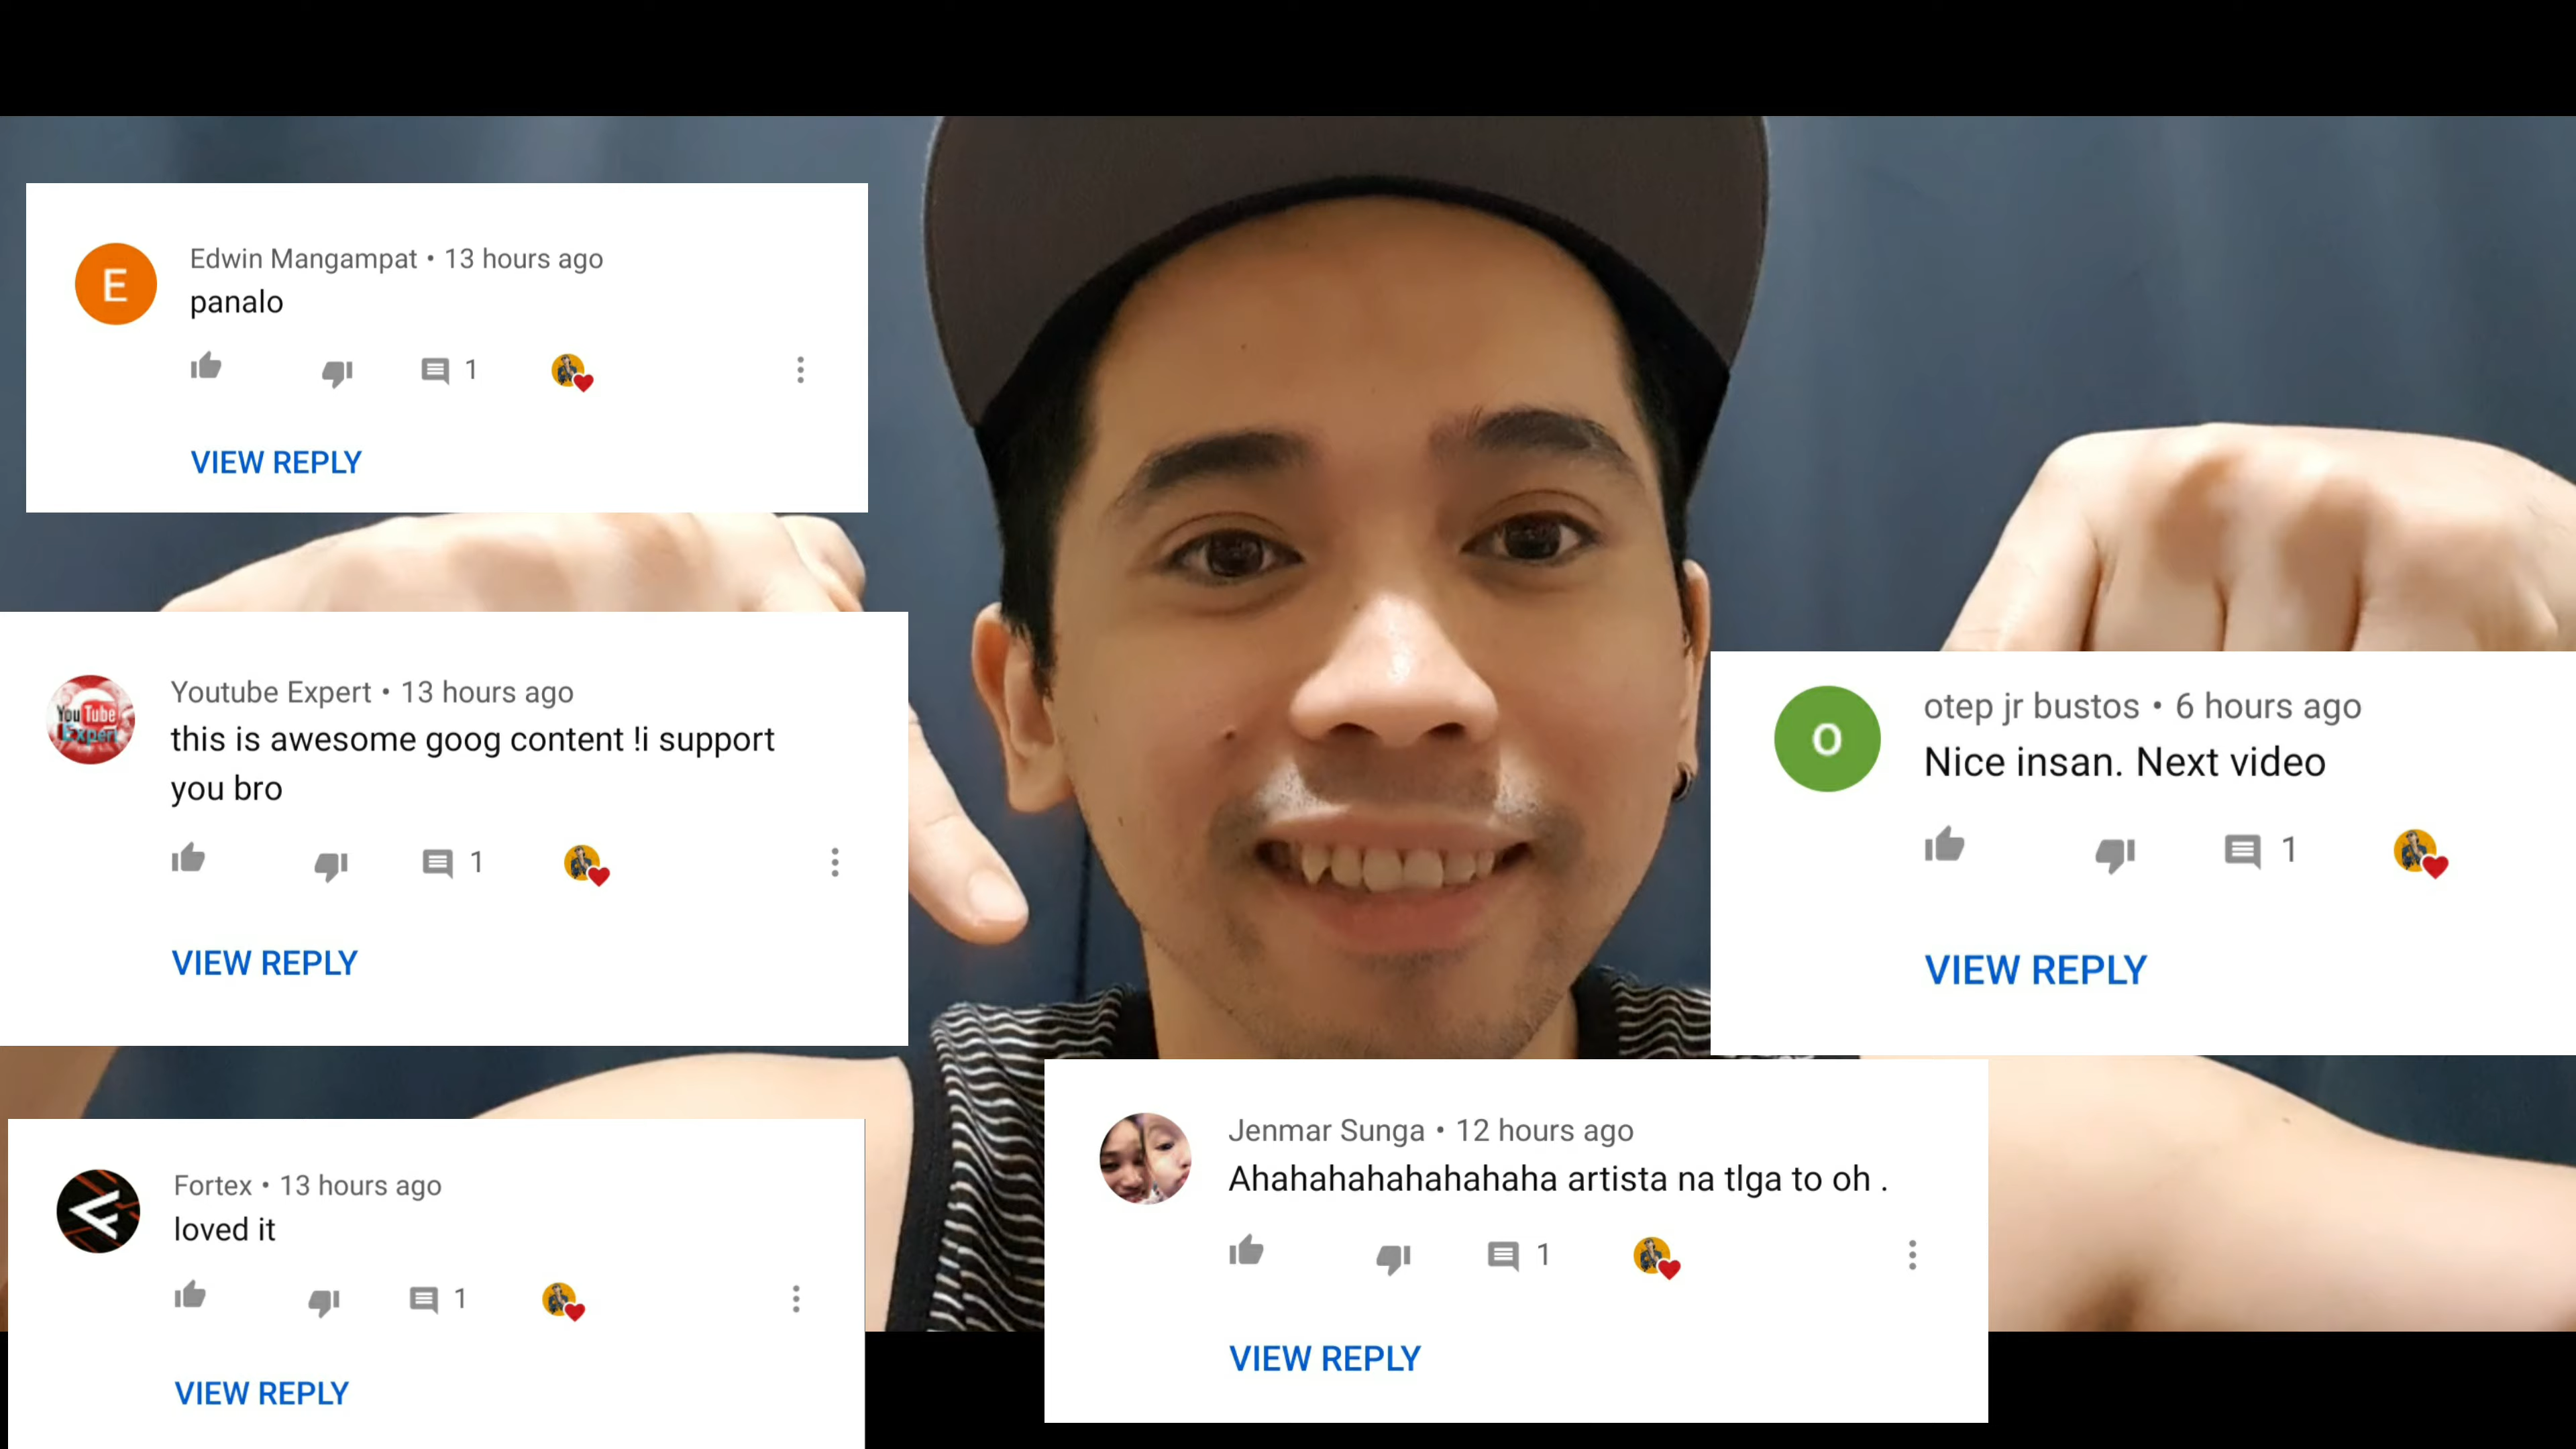 E
Edwin Mangampat • 13 hours ago
panalo
1
VIEW REPLY
YouTube
Expert
Youtube Expert • 13 hours ago
this is awesome goog content !i support
you bro
1
VIEW REPLY
o
otep jr bustos • 6 hours ago
Nice insan. Next video
1
VIEW REPLY
Fortex • 13 hours ago
loved it
1
VIEW REPLY
Jenmar Sunga • 12 hours ago
Ahahahahahahahaha artista na tlga to oh .
1
VIEW REPLY